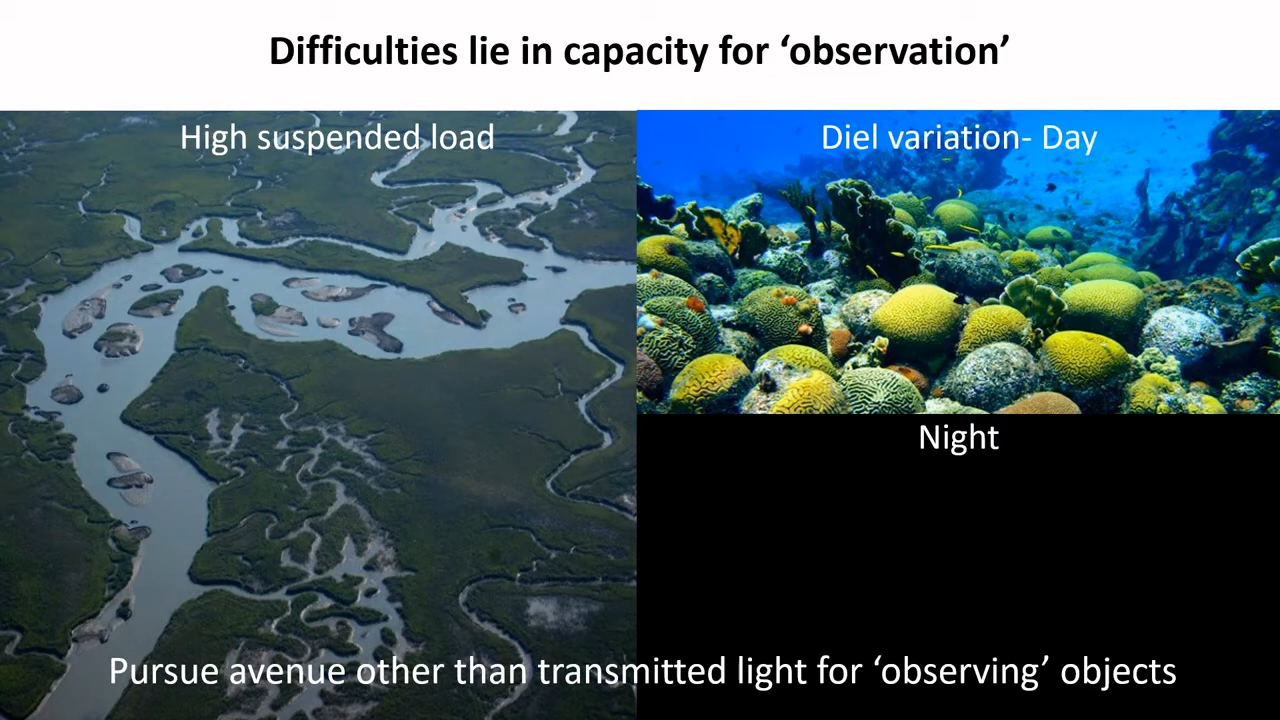 Difficulties lie in capacity for ‘observation’
High suspended load
Diel variation- Day
Night
Pursue avenue other than transmitted light for ‘observing’ objects